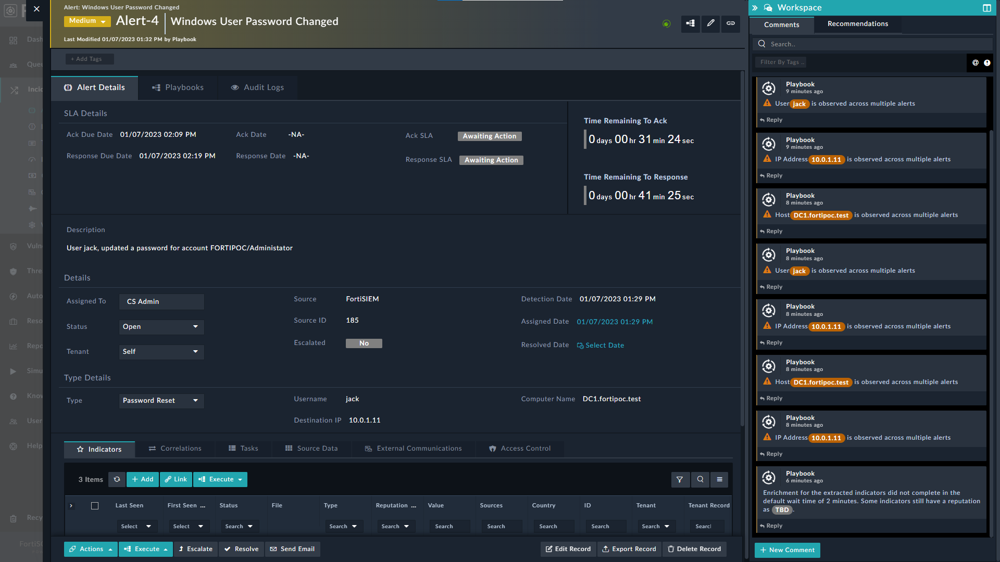 Alert: Windows User Password Changed
Medium
Alert-4
Windows User Password Changed
Last Modified 01/07/2023 01:32 PM by Playbook
+ Add Tags
Alert Details
Playbooks
Audit Logs
SLA Details
Ack Due Date 01/07/2023 02:09 PM
Ack Date -NA-
Ack SLA Awaiting Action
Response Due Date 01/07/2023 02:19 PM
Response Date -NA-
Response SLA Awaiting Action
Time Remaining To Ack
0 days 00 hr 31 min 24 sec
Time Remaining To Response
0 days 00 hr 41 min 25 sec
Description
User jack, updated a password for account FORTIPOC/Administator
Details
Assigned To CS Admin
Source FortiSIEM
Detection Date 01/07/2023 01:29 PM
Status Open
Source ID 185
Assigned Date 01/07/2023 01:29 PM
Tenant Self
Escalated No
Resolved Date Select Date
Type Details
Type Password Reset
Username jack
Computer Name DC1.fortipoc.test
Destination IP 10.0.1.11
Indicators
Correlations
Tasks
Source Data
External Communications
Access Control
3 Items
+ Add
Link
Execute
Last Seen First Seen ... Status File Type Reputation ... Value Sources Country ID Tenant Tenant Record
Select Select Search Search Search Search Search Search Search Search Search
Actions
Execute
Escalate
Resolve
Send Email
Edit Record
Export Record
Delete Record
Workspace
Comments
Recommendations
Search..
Filter By Tags ..
@
Playbook
9 minutes ago
User jack is observed across multiple alerts
Reply
Playbook
9 minutes ago
IP Address 10.0.1.11 is observed across multiple alerts
Reply
Playbook
8 minutes ago
Host DC1.fortipoc.test is observed across multiple alerts
Reply
Playbook
8 minutes ago
User jack is observed across multiple alerts
Reply
Playbook
8 minutes ago
IP Address 10.0.1.11 is observed across multiple alerts
Reply
Playbook
8 minutes ago
Host DC1.fortipoc.test is observed across multiple alerts
Reply
Playbook
8 minutes ago
IP Address 10.0.1.11 is observed across multiple alerts
Reply
Playbook
6 minutes ago
Enrichment for the extracted indicators did not complete in the
default wait time of 2 minutes. Some indicators still have a reputation
as TBD .
Reply
+ New Comment
Dash
Que
Incid
Vuln
Thre
Auto
Reso
Repo
Simu
Know
User
Help
Recy
FortiS